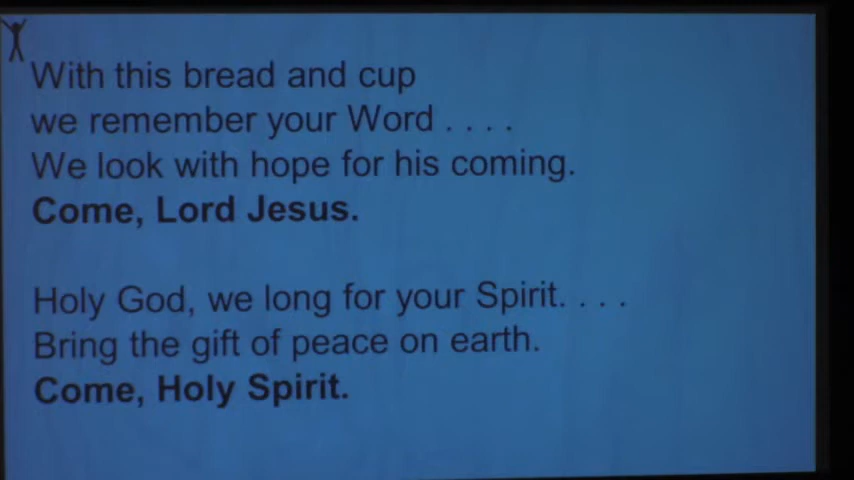 With this bread and cup
we remember your Word . . . .
We look with hope for his coming.
Come, Lord Jesus.
Holy God, we long for your Spirit. . . .
Bring the gift of peace on earth.
Come, Holy Spirit.